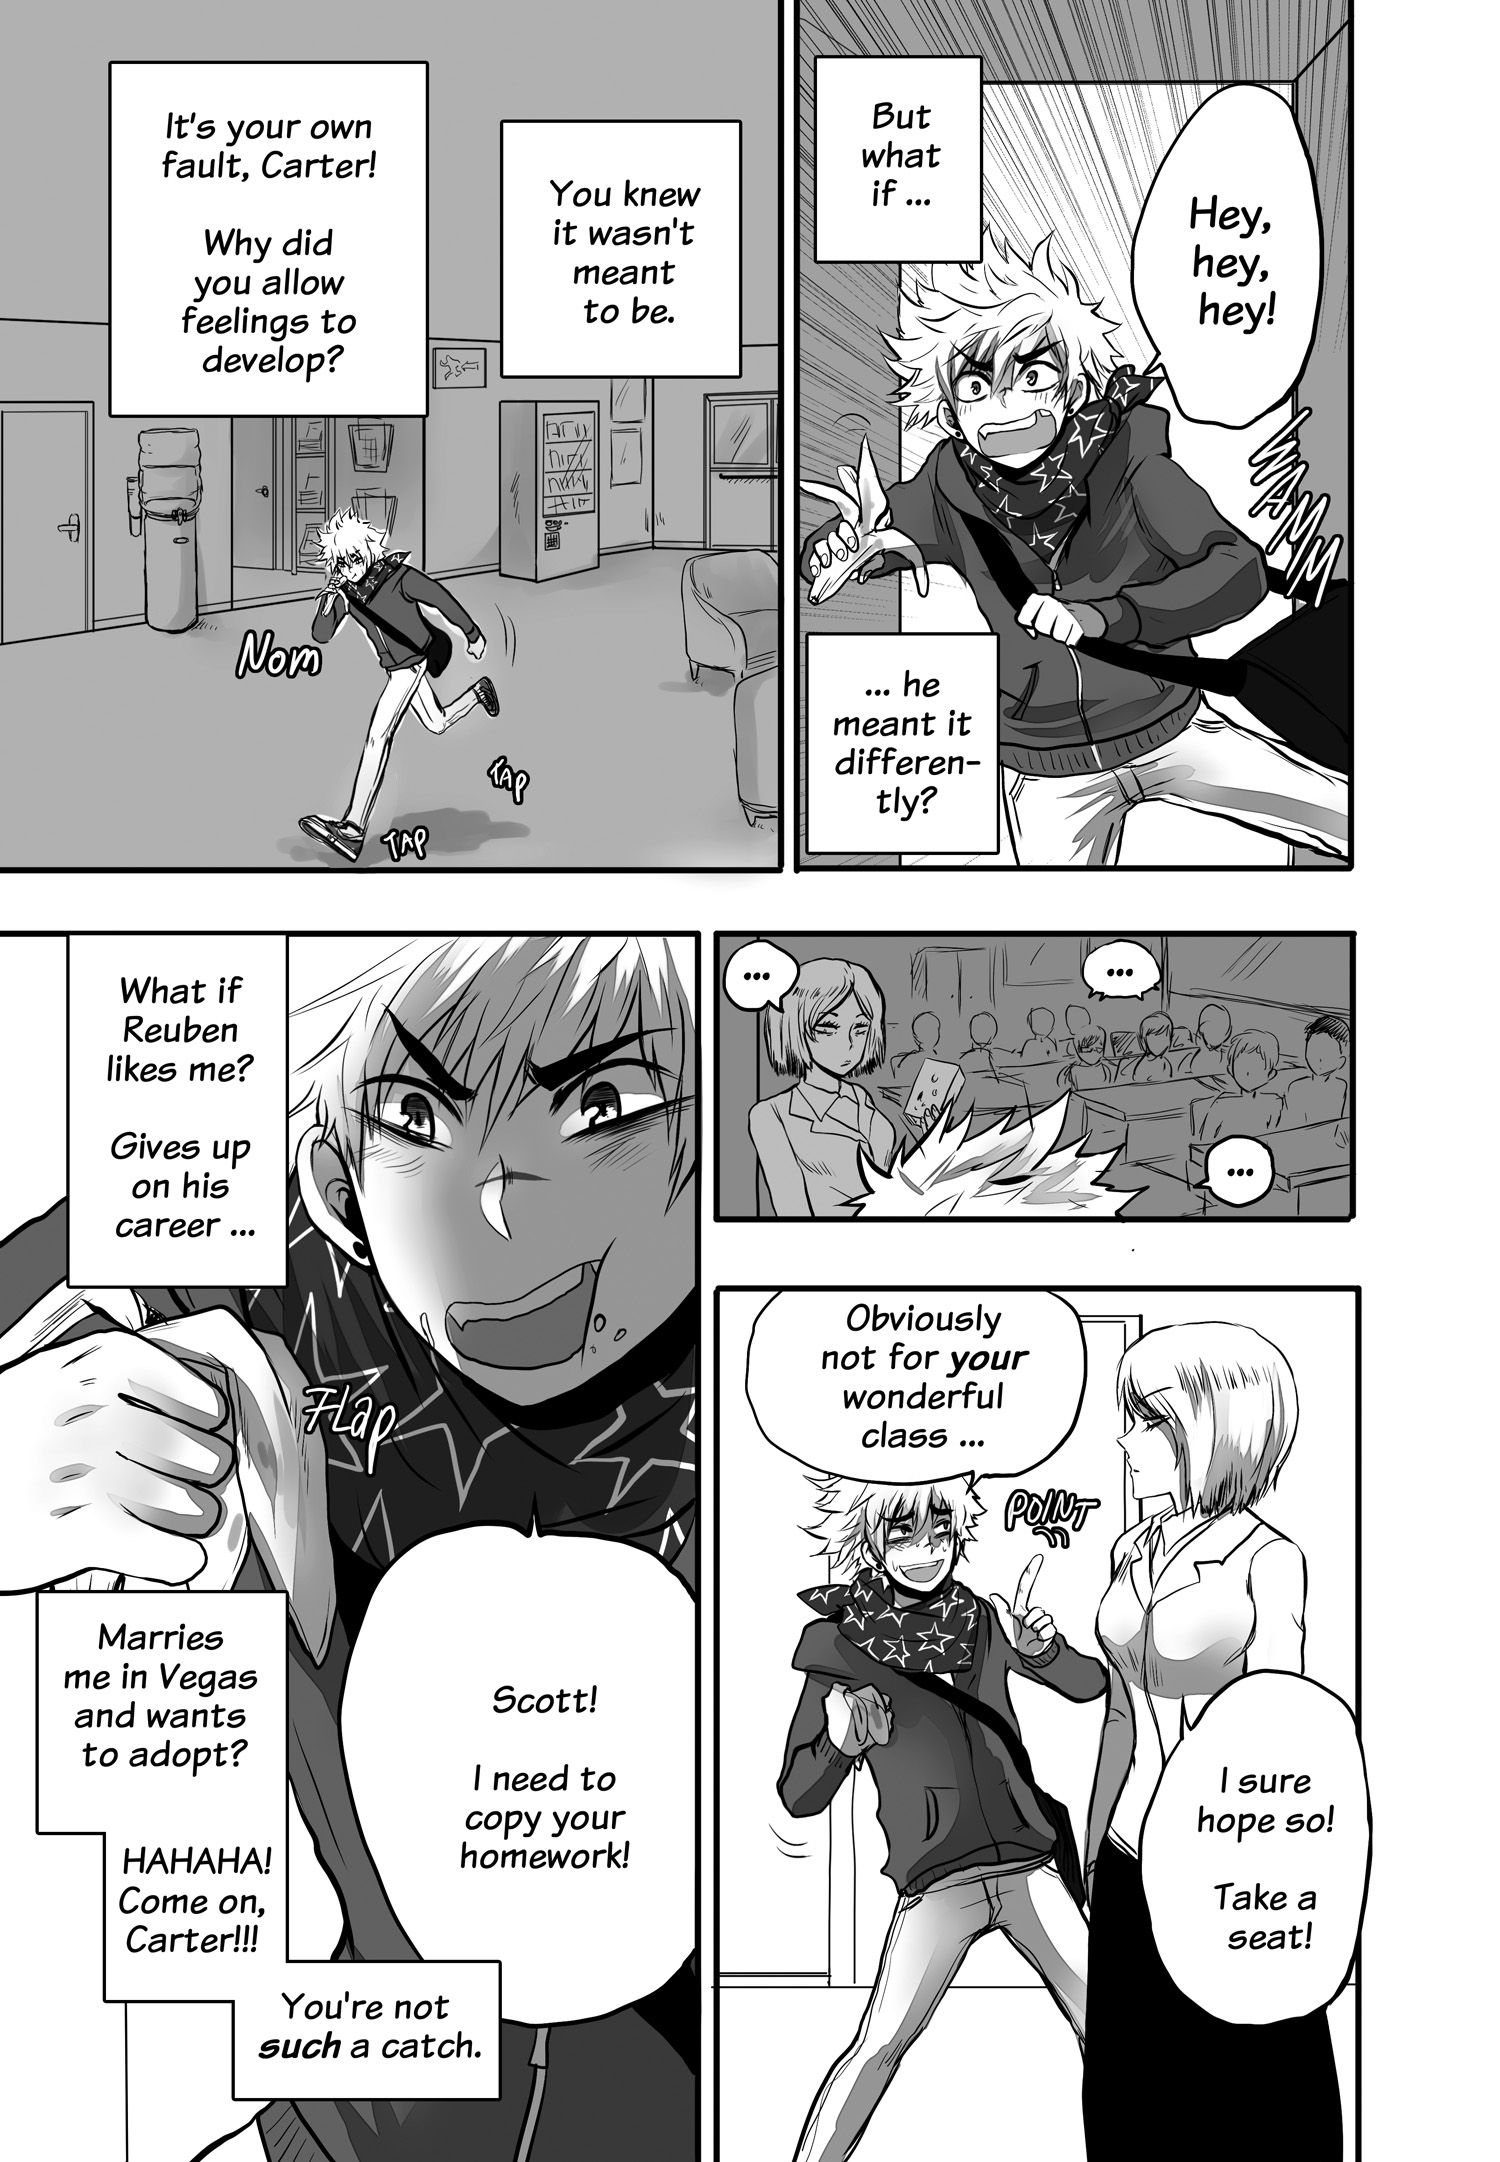 It's your own
fault, Carter!
Why did
you allow
feelings to
develop?
You knew
it wasn't
meant
to be.
Nom
TAP
TAP
But
what
if ...
Hey,
hey,
hey!
WAMM
... he
meant it
differen-
tly?
What if
Reuben
likes me?
Gives up
on his
career ...
Flap
Marries
me in Vegas
and wants
to adopt?
HAHAHA!
Come on,
Carter!!!
You're not
such a catch.
Scott!
I need to
copy your
homework!
...
...
...
Obviously
not for your
wonderful
class ...
POINT
I sure
hope so!
Take a
seat!